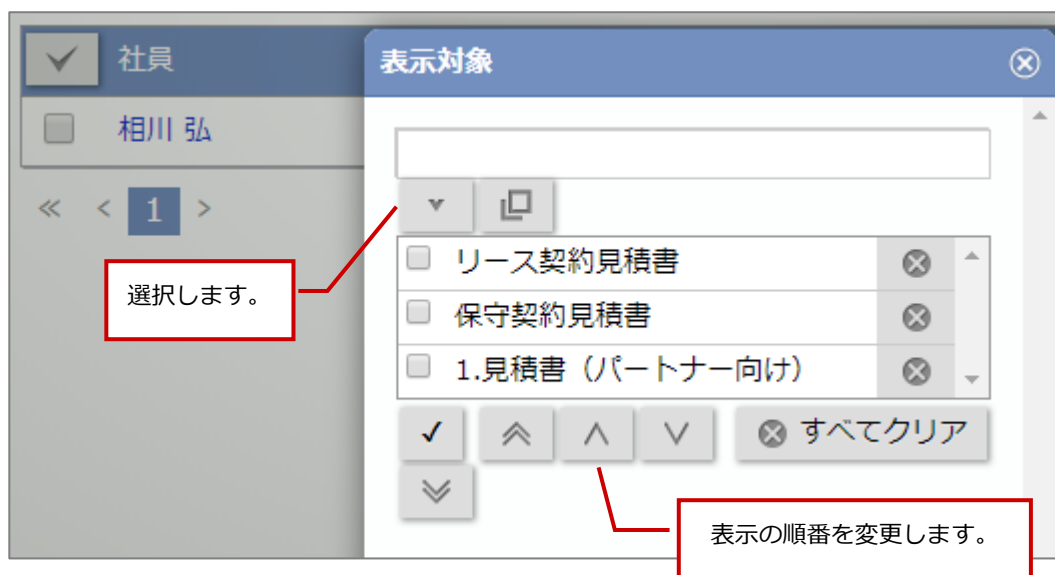 社員
表示対象
相川 弘
≪ < 1 >
リース契約見積書
選択します。
保守契約見積書
1.見積書（パートナー向け）
すべてクリア
表示の順番を変更します。